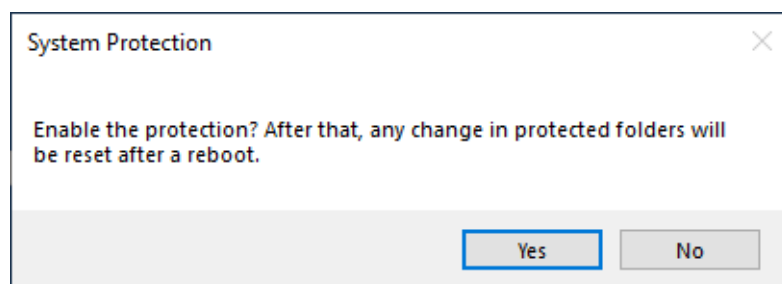 System Protection
Enable the protection? After that, any change in protected folders will
be reset after a reboot.
Yes
No